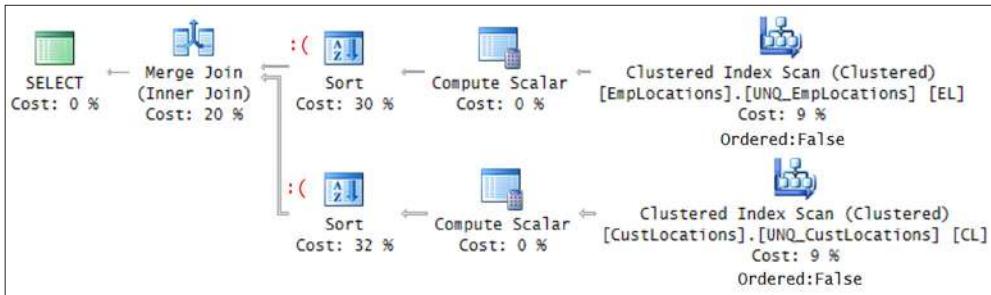 SELECT
Cost: 0 %
Merge Join
(Inner Join)
Cost: 20 %
:(
Sort
Cost: 30 %
Compute Scalar
Cost: 0 %
Clustered Index Scan (Clustered)
[EmpLocations].[UNQ_EmpLocations] [EL]
Cost: 9 %
Ordered:False
:(
Sort
Cost: 32 %
Compute Scalar
Cost: 0 %
Clustered Index Scan (Clustered)
[CustLocations].[UNQ_CustLocations] [CL]
Cost: 9 %
Ordered:False